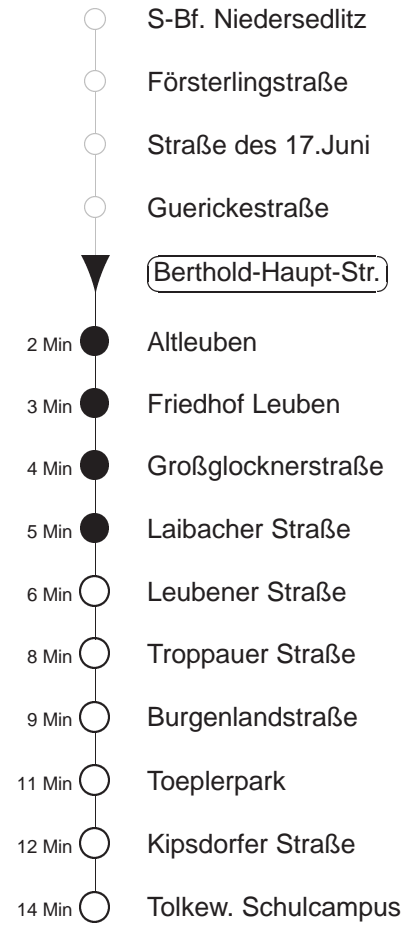 S-Bf. Niedersedlitz
Försterlingstraße
Straße des 17.Juni
Guerickestraße
Berthold-Haupt-Str.
2 Min Altleuben
3 Min Friedhof Leuben
4 Min Großglocknerstraße
5 Min Laibacher Straße
6 Min Leubener Straße
8 Min Troppauer Straße
9 Min Burgenlandstraße
11 Min Toeplerpark
12 Min Kipsdorfer Straße
14 Min Tolkew. Schulcampus